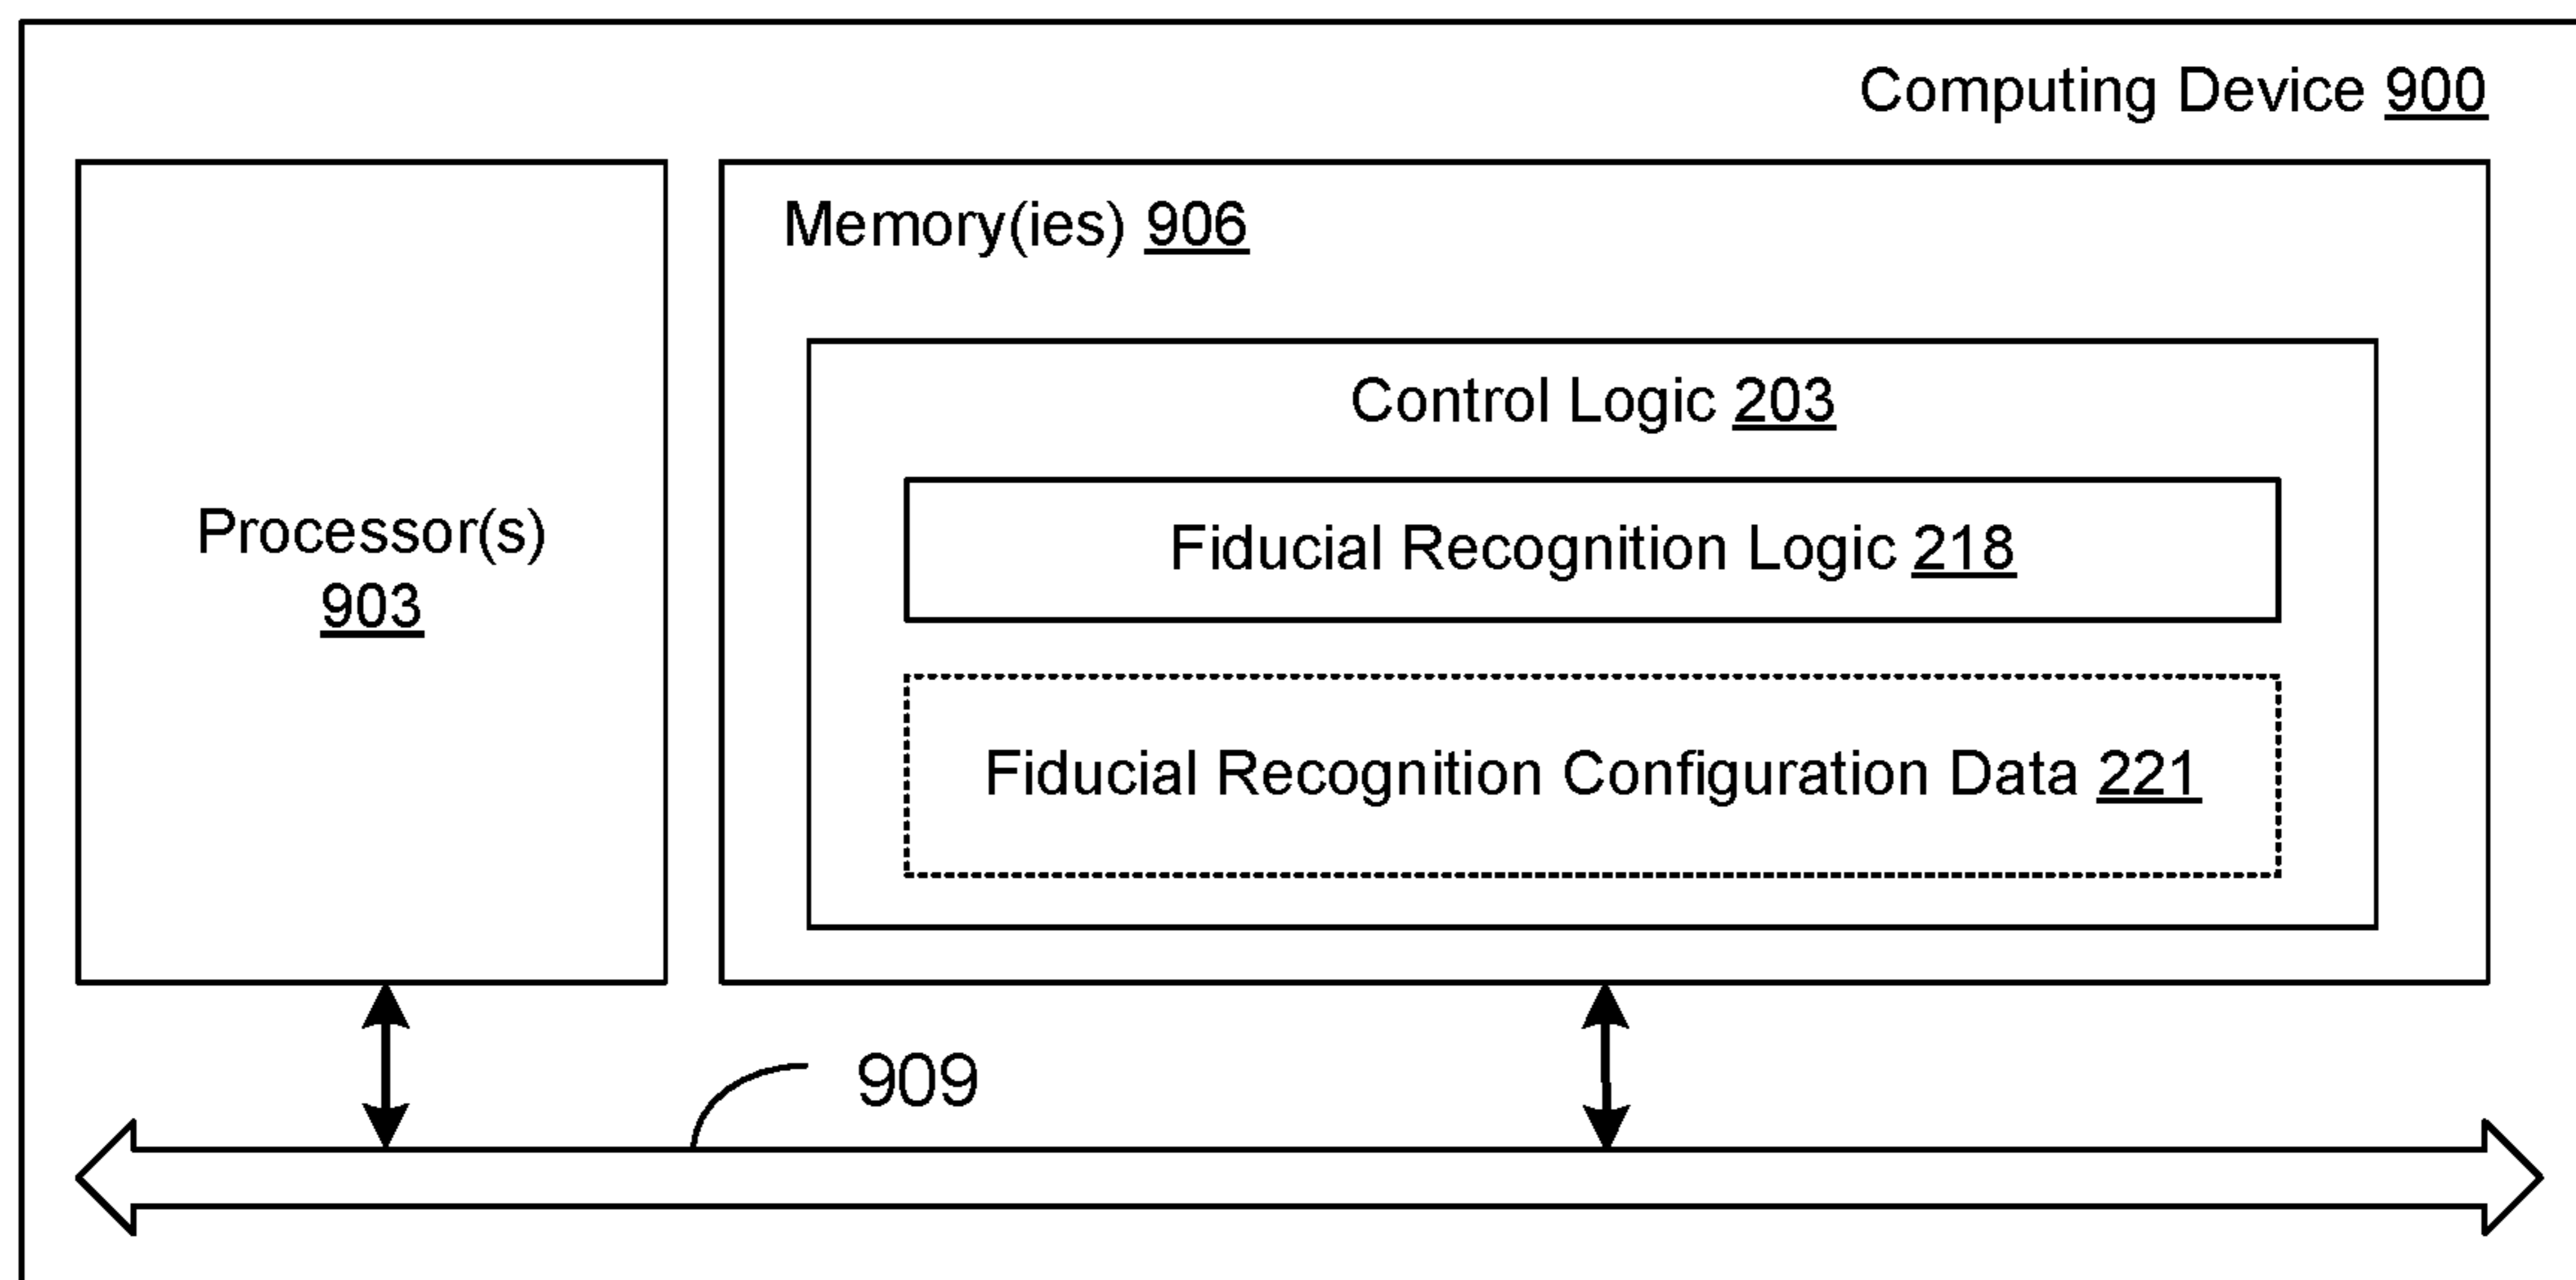 Computing Device 900
Memory(ies) 906
Control Logic 203
Fiducial Recognition Logic 218
Processor(s)
903
Fiducial Recognition Configuration Data 221
909